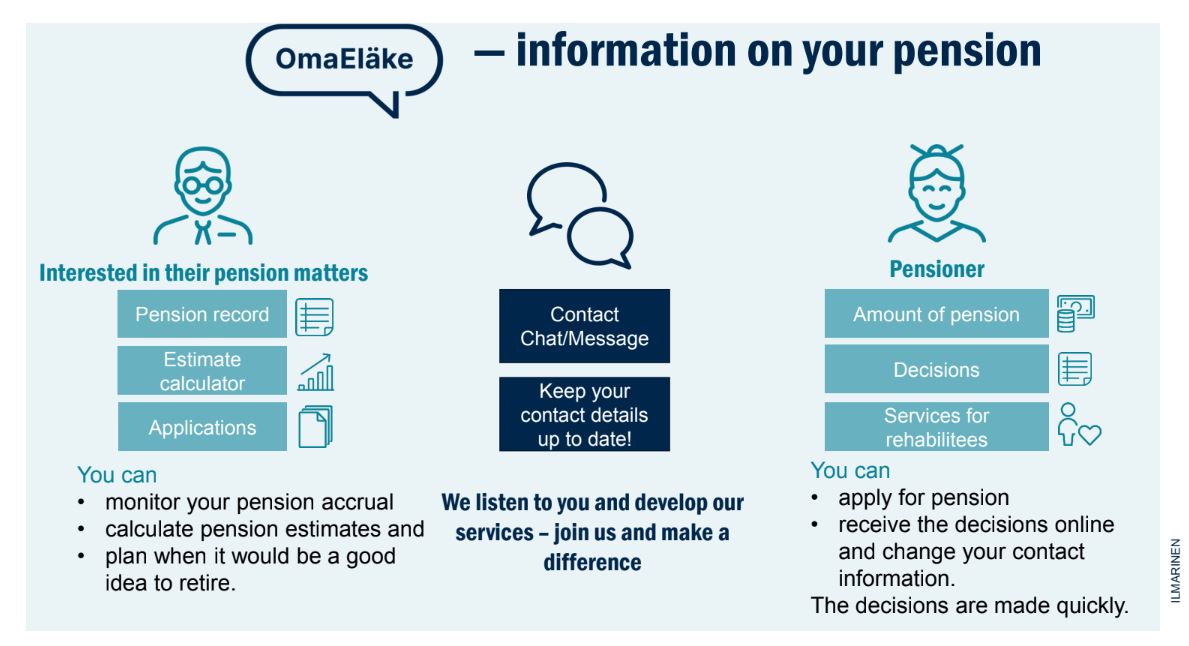 OmaEläke
– information on your pension
Interested in their pension matters
Pension record
Estimate
calculator
Applications
You can
• monitor your pension accrual
• calculate pension estimates and
• plan when it would be a good
idea to retire.
Contact
Chat/Message
Keep your
contact details
up to date!
We listen to you and develop our
services – join us and make a
difference
Pensioner
Amount of pension
Decisions
Services for
rehabilitees
You can
• apply for pension
• receive the decisions online
and change your contact
information.
The decisions are made quickly.
ILMARINEN